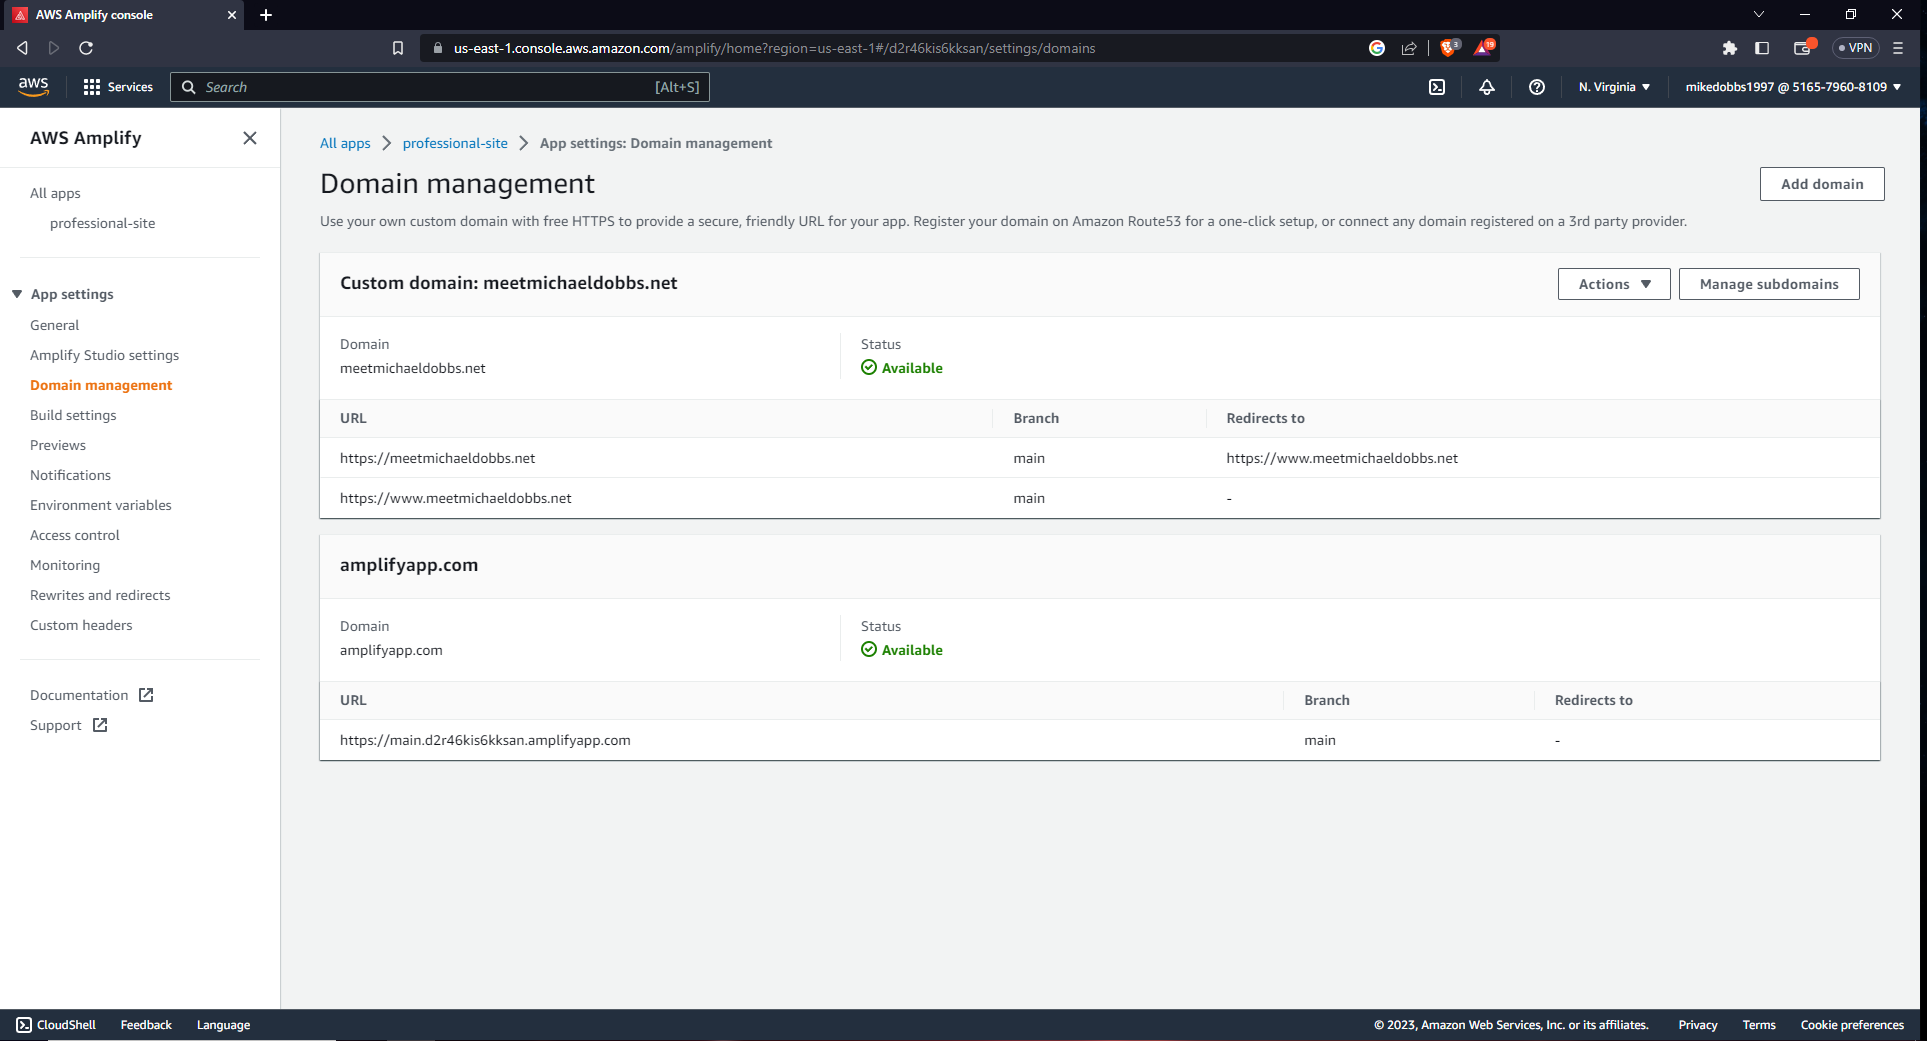 AWS Amplify console
us-east-1.console.aws.amazon.com/amplify/home?region=us-east-1#/d2r46kis6kksan/settings/domains
3
19
VPN
aws
Services
Search
[Alt+S]
N. Virginia
mikedobbs1997 @ 5165-7960-8109
AWS Amplify
All apps
professional-site
App settings
General
Amplify Studio settings
Domain management
Build settings
Previews
Notifications
Environment variables
Access control
Monitoring
Rewrites and redirects
Custom headers
Documentation
Support
All apps
professional-site
App settings: Domain management
Domain management
Add domain
Use your own custom domain with free HTTPS to provide a secure, friendly URL for your app. Register your domain on Amazon Route53 for a one-click setup, or connect any domain registered on a 3rd party provider.
Custom domain: meetmichaeldobbs.net
Actions
Manage subdomains
Domain
meetmichaeldobbs.net
Status
Available
URL Branch Redirects to
https://meetmichaeldobbs.net main https://www.meetmichaeldobbs.net
https://www.meetmichaeldobbs.net main -
amplifyapp.com
Domain
amplifyapp.com
Status
Available
URL Branch Redirects to
https://main.d2r46kis6kksan.amplifyapp.com main -
CloudShell
Feedback
Language
© 2023, Amazon Web Services, Inc. or its affiliates.
Privacy
Terms
Cookie preferences